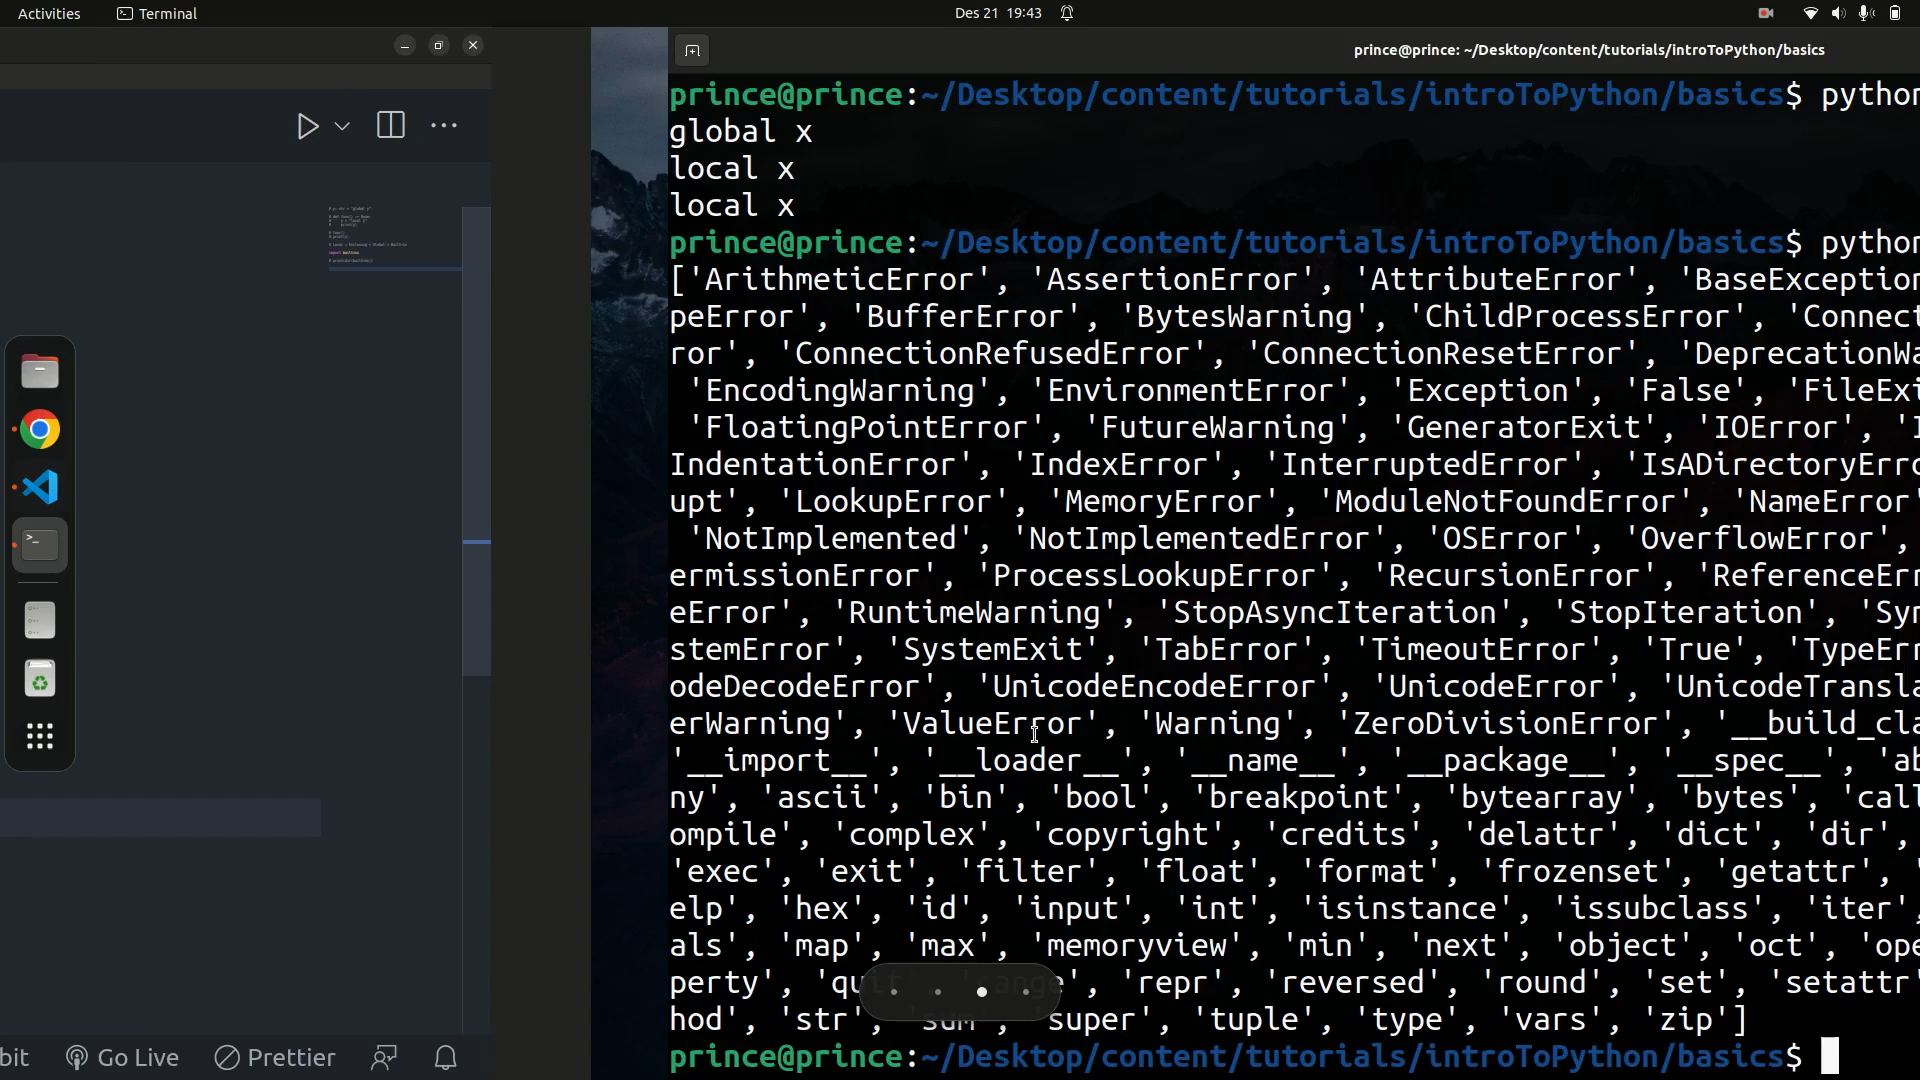 Activities
Terminal
Des 21 19:43
prince@prince: ~/Desktop/content/tutorials/introToPython/basics
prince@prince:~/Desktop/content/tutorials/introToPython/basics$ python
global x
local x
local x
prince@prince:~/Desktop/content/tutorials/introToPython/basics$ python
['ArithmeticError', 'AssertionError', 'AttributeError', 'BaseException
peError', 'BufferError', 'BytesWarning', 'ChildProcessError', 'Connect
ror', 'ConnectionRefusedError', 'ConnectionResetError', 'DeprecationWa
'EncodingWarning', 'EnvironmentError', 'Exception', 'False', 'FileExi
'FloatingPointError', 'FutureWarning', 'GeneratorExit', 'IOError', 'I
IndentationError', 'IndexError', 'InterruptedError', 'IsADirectoryErro
upt', 'LookupError', 'MemoryError', 'ModuleNotFoundError', 'NameError'
'NotImplemented', 'NotImplementedError', 'OSError', 'OverflowError',
ermissionError', 'ProcessLookupError', 'RecursionError', 'ReferenceErr
eError', 'RuntimeWarning', 'StopAsyncIteration', 'StopIteration', 'Syn
stemError', 'SystemExit', 'TabError', 'TimeoutError', 'True', 'TypeErr
odeDecodeError', 'UnicodeEncodeError', 'UnicodeError', 'UnicodeTransla
erWarning', 'ValueError', 'Warning', 'ZeroDivisionError', '__build_cla
'__import__', '__loader__', '__name__', '__package__', '__spec__', 'ab
ny', 'ascii', 'bin', 'bool', 'breakpoint', 'bytearray', 'bytes', 'call
ompile', 'complex', 'copyright', 'credits', 'delattr', 'dict', 'dir',
'exec', 'exit', 'filter', 'float', 'format', 'frozenset', 'getattr', '
elp', 'hex', 'id', 'input', 'int', 'isinstance', 'issubclass', 'iter',
als', 'map', 'max', 'memoryview', 'min', 'next', 'object', 'oct', 'ope
perty', 'quit', 'range', 'repr', 'reversed', 'round', 'set', 'setattr'
hod', 'str', 'sum', 'super', 'tuple', 'type', 'vars', 'zip']
prince@prince:~/Desktop/content/tutorials/introToPython/basics$
bit
Go Live
Prettier